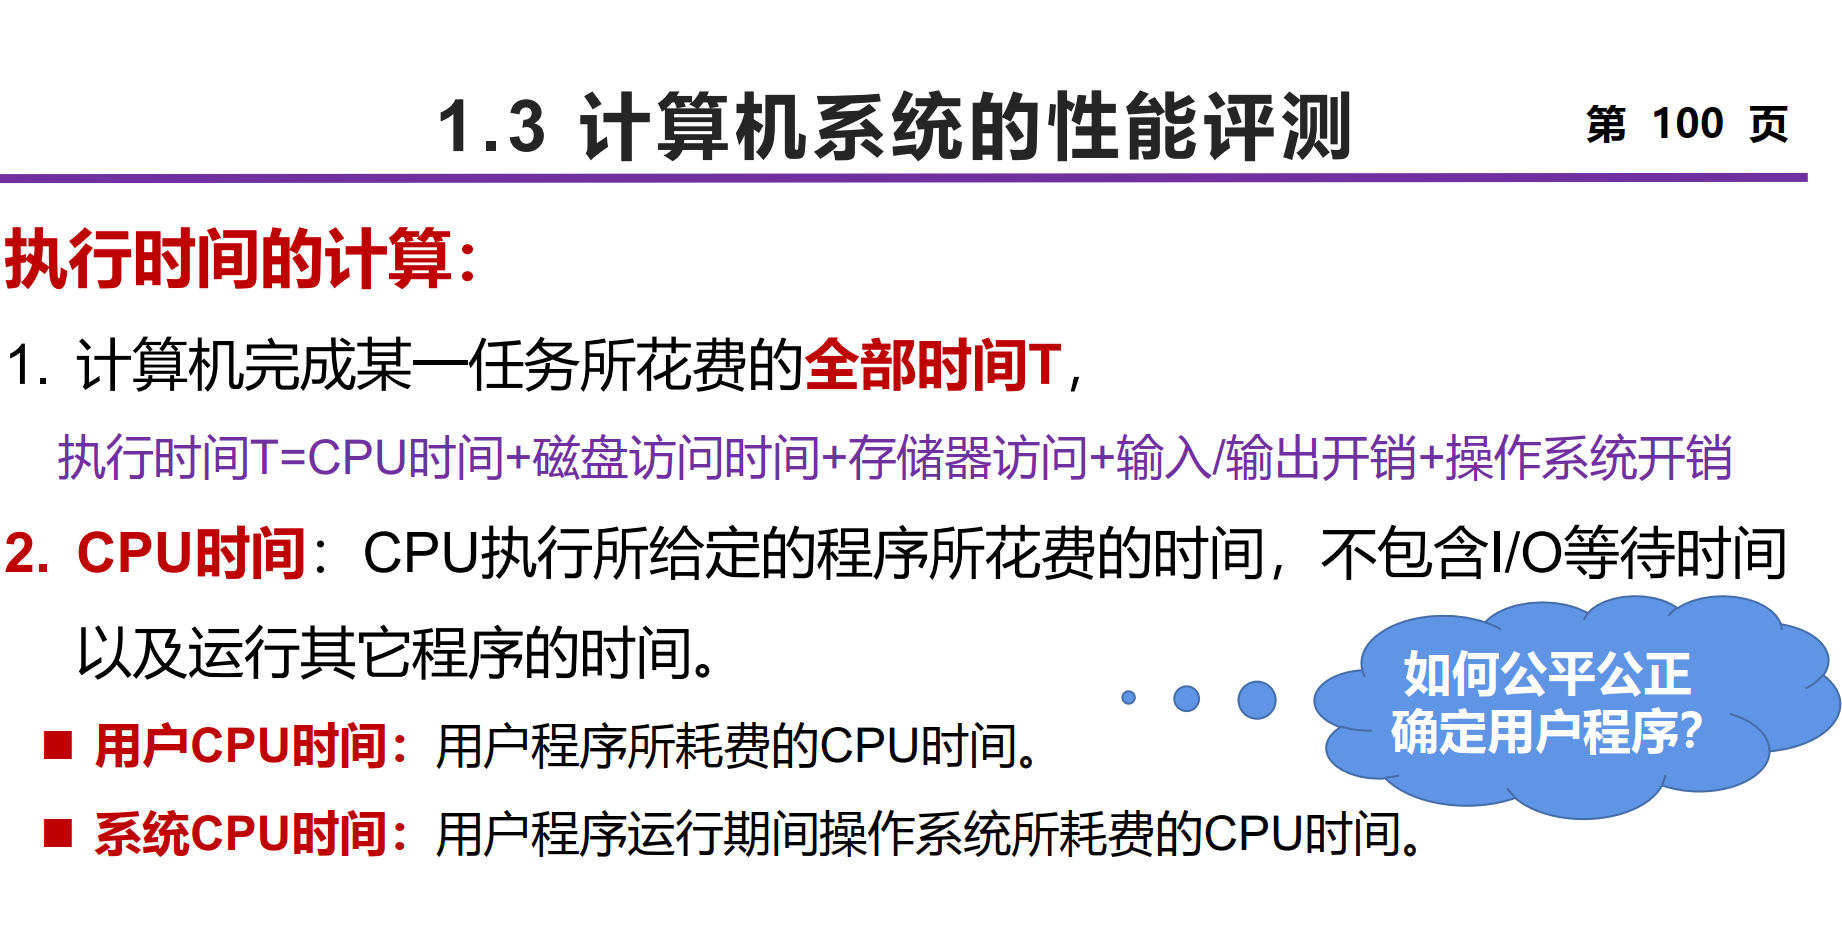 1.3 计算机系统的性能评测
第 100 页
执行时间的计算：
1. 计算机完成某一任务所花费的全部时间T，
执行时间T=CPU时间+磁盘访问时间+存储器访问+输入/输出开销+操作系统开销
2. CPU时间：CPU执行所给定的程序所花费的时间，不包含I/O等待时间
以及运行其它程序的时间。
如何公平公正
确定用户程序?
■ 用户CPU时间：用户程序所耗费的CPU时间。
■ 系统CPU时间：用户程序运行期间操作系统所耗费的CPU时间。